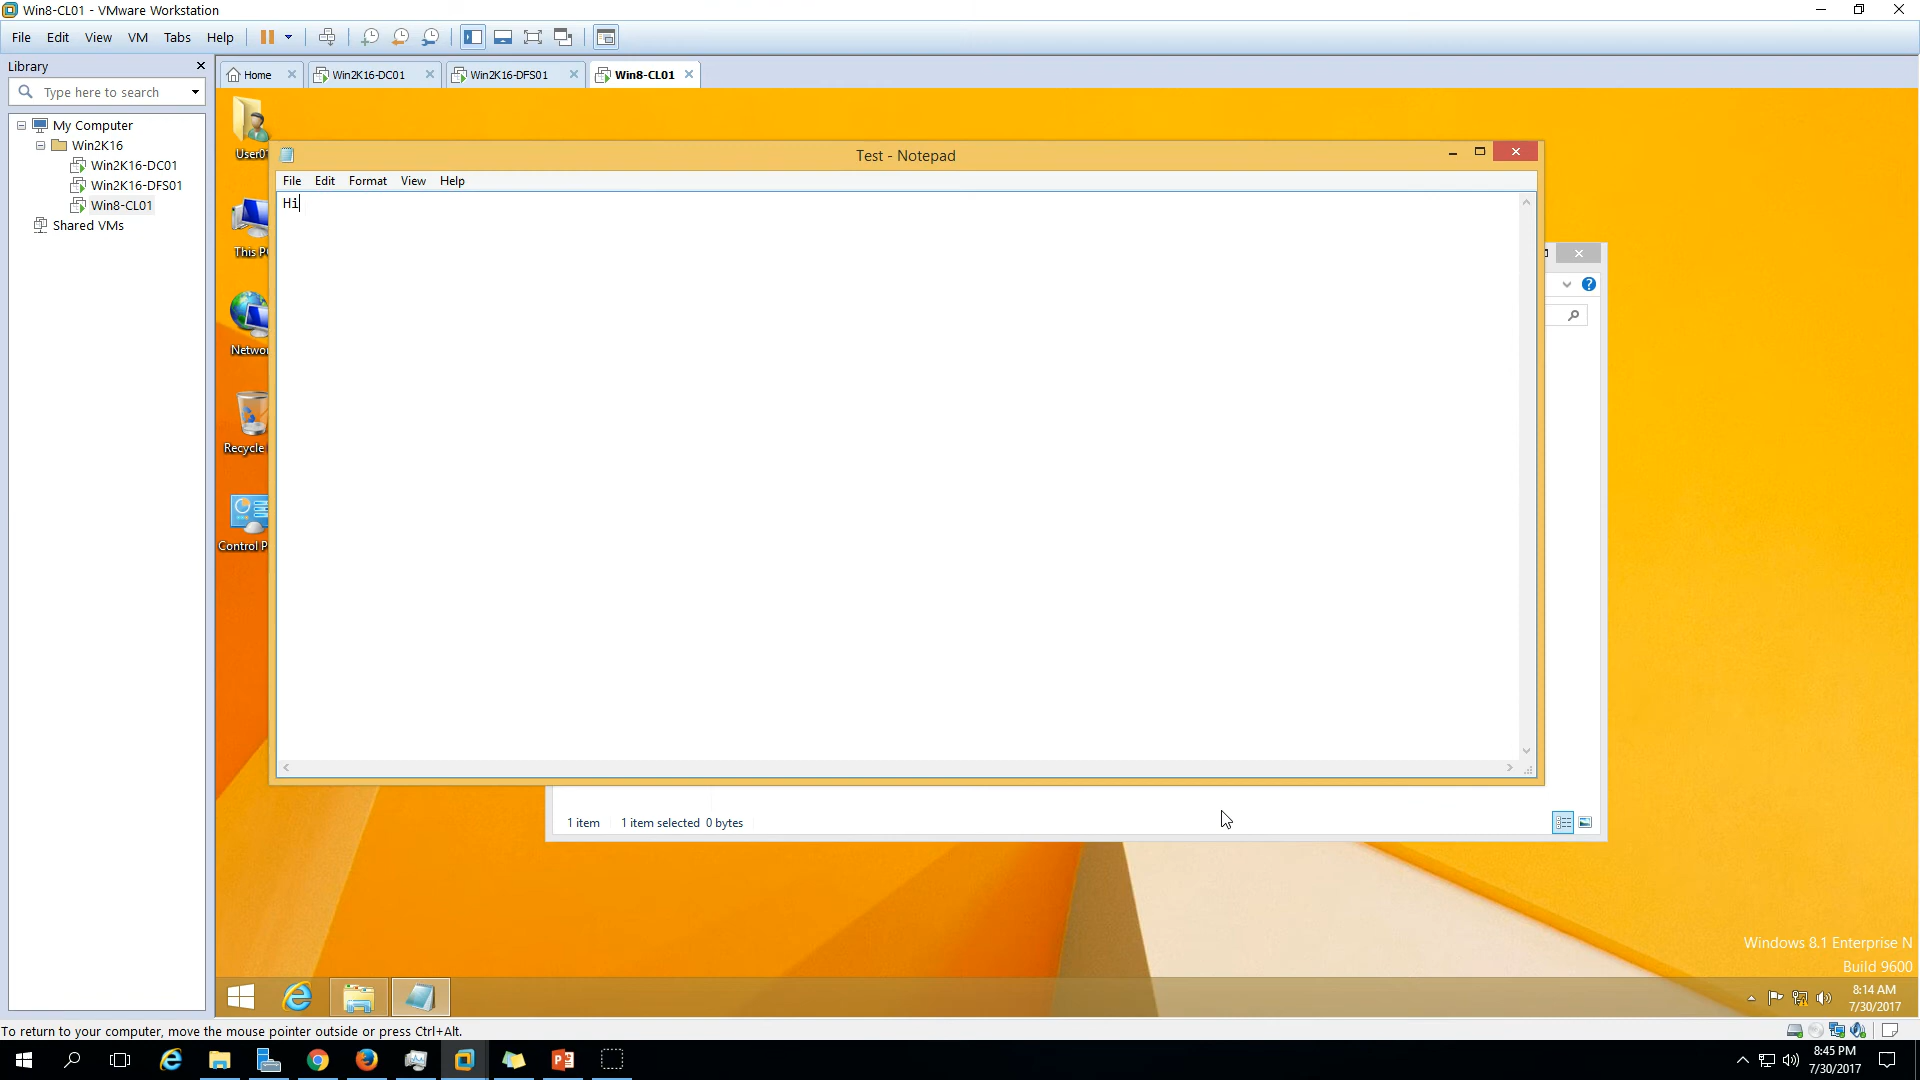 Win8-CL01 - VMware Workstation
File Edit View VM Tabs Help
Library
Type here to search
My Computer
Win2K16
Win2K16-DC01
Win2K16-DFS01
Win8-CL01
Shared VMs
Home Win2K16-DC01 Win2K16-DFS01 Win8-CL01
User01
This PC
Networ
Recycle
Control P
Test - Notepad
File Edit Format View Help
Hi
1 item 1 item selected 0 bytes
Windows 8.1 Enterprise N
Build 9600
8:14 AM
7/30/2017
To return to your computer, move the mouse pointer outside or press Ctrl+Alt.
8:45 PM
7/30/2017